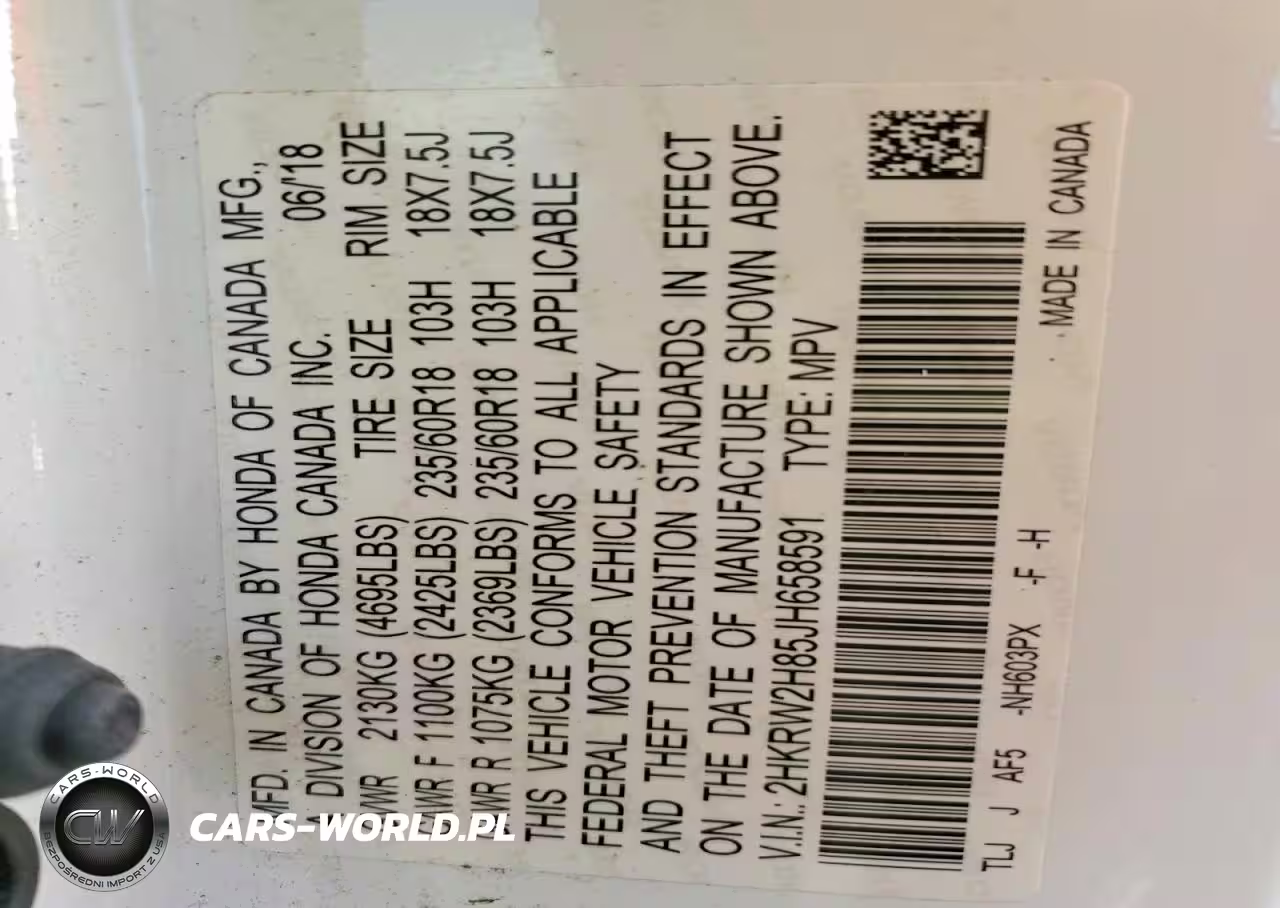 MFD. IN CANADA BY HONDA OF CANADA MFG.,
DIVISION OF HONDA CANADA INC. 06/'18
GVWR 2130KG (4695LBS) TIRE SIZE RIM SIZE
GAWR F 1100KG (2425LBS) 235/60R18 103H 18X7.5J
GAWR R 1075KG (2369LBS) 235/60R18 103H 18X7.5J
THIS VEHICLE CONFORMS TO ALL APPLICABLE
FEDERAL MOTOR VEHICLE SAFETY
AND THEFT PREVENTION STANDARDS IN EFFECT
ON THE DATE OF MANUFACTURE SHOWN ABOVE.
V.I.N.: 2HKRW2H85JH658591 TYPE: MPV
TLJ J AF5 -NH603PX -F -H
MADE IN CANADA
CARS-WORLD
CW
BEZPOŚREDNI IMPORT Z USA
CARS-WORLD.PL